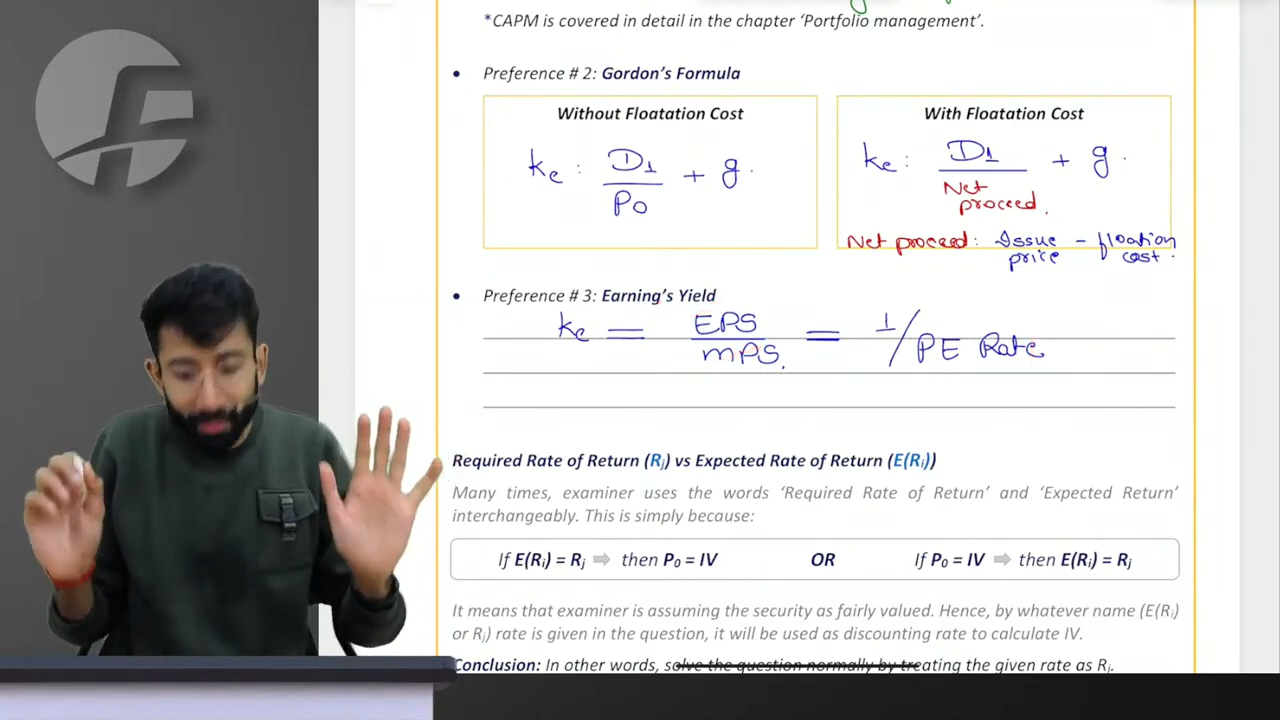 *CAPM is covered in detail in the chapter ‘Portfolio management’.
• Preference # 2: Gordon’s Formula
Without Floatation Cost
ke : D1 / P0 + g.
With Floatation Cost
ke : D1 / Net proceed. + g.
Net proceed : Issue price - floation cost.
• Preference # 3: Earning’s Yield
ke = EPS / MPS. = 1 / PE Rate
Required Rate of Return (Rj) vs Expected Rate of Return (E(Ri))
Many times, examiner uses the words ‘Required Rate of Return’ and ‘Expected Return’
interchangeably. This is simply because:
If E(Ri) = Rj ⇒ then P0 = IV OR If P0 = IV ⇒ then E(Ri) = Rj
It means that examiner is assuming the security as fairly valued. Hence, by whatever name (E(Ri)
or Rj) rate is given in the question, it will be used as discounting rate to calculate IV.
Conclusion: In other words, solve the question normally by treating the given rate as Rj.